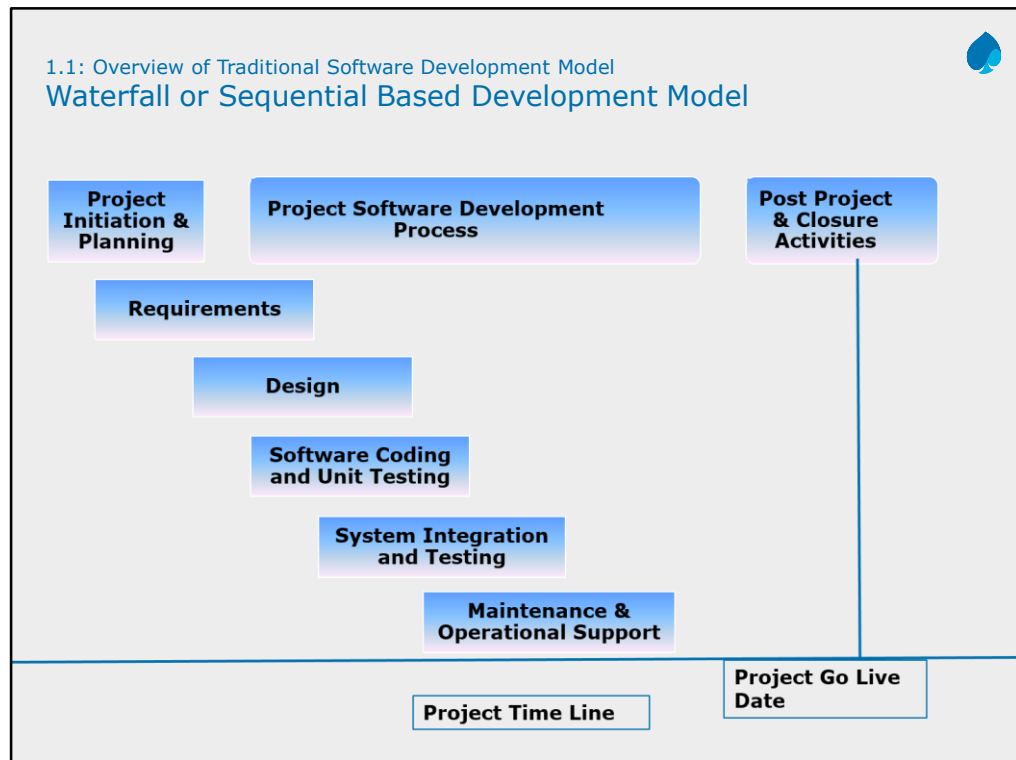 1.1: Overview of Traditional Software Development Model
Waterfall or Sequential Based Development Model
Project
Initiation &
Planning
Project Software Development
Process
Post Project
& Closure
Activities
Requirements
Design
Software Coding
and Unit Testing
System Integration
and Testing
Maintenance &
Operational Support
Project Go Live
Date
Project Time Line